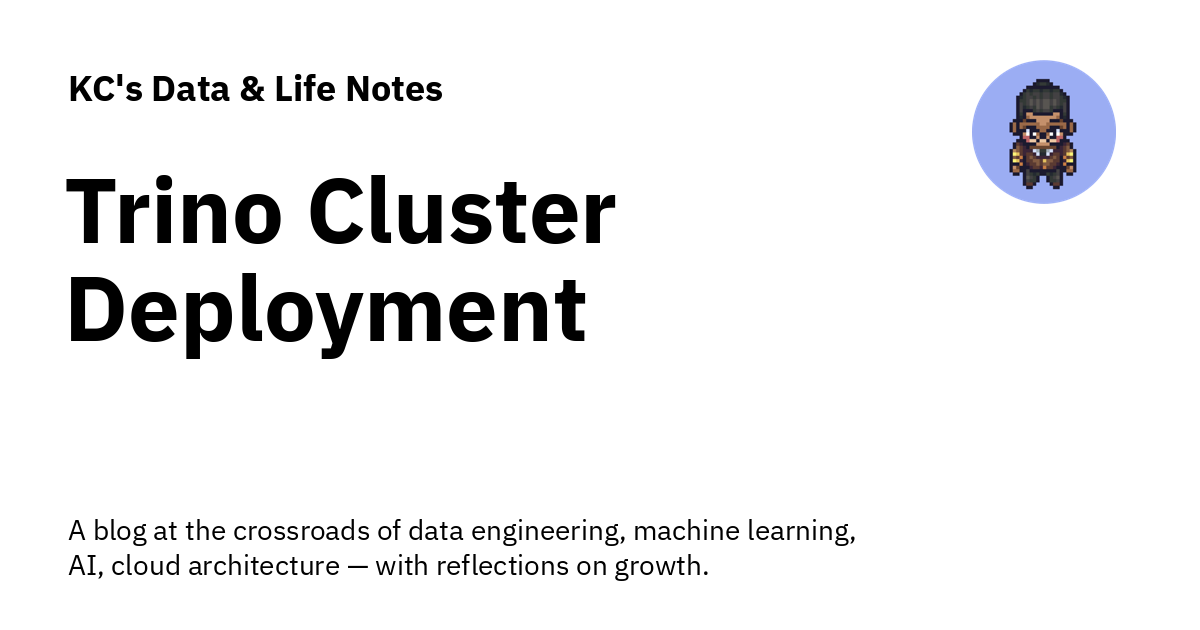 KC's Data & Life Notes
Trino Cluster
Deployment
A blog at the crossroads of data engineering, machine learning,
AI, cloud architecture — with reflections on growth.